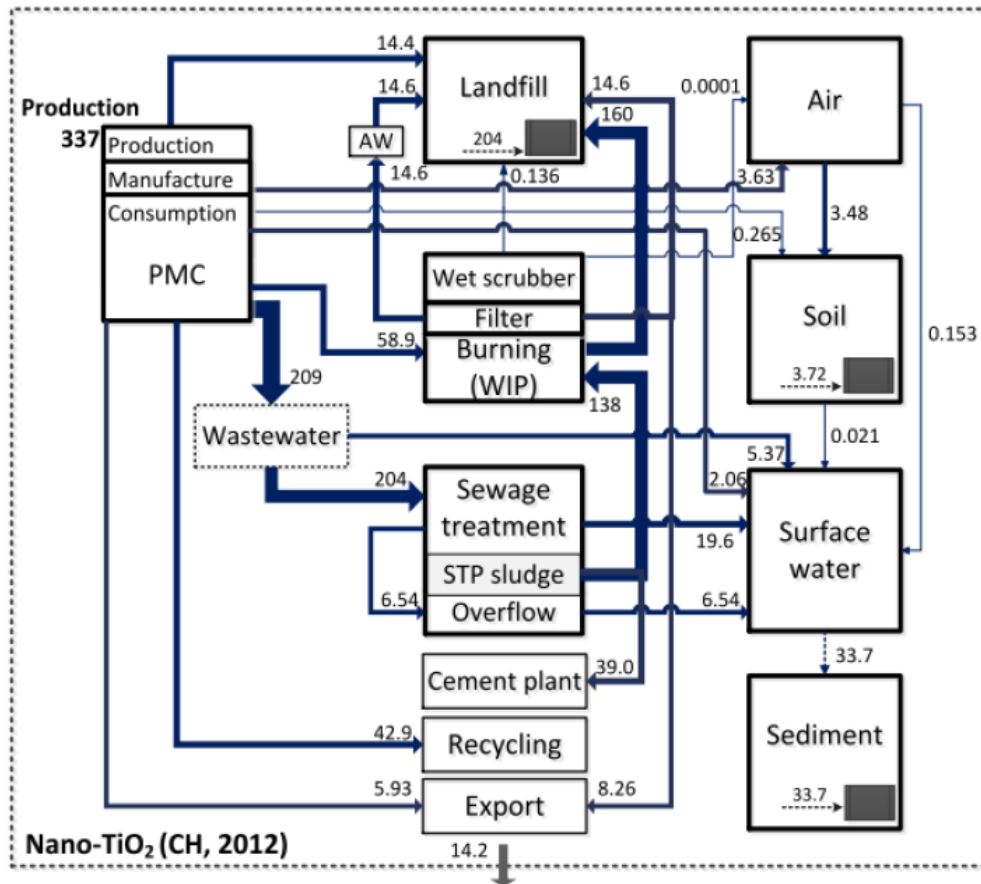 14.4
Production
337
Production
Manufacture
Consumption
PMC
14.6
AW
14.6
Landfill
204
14.6
160
0.136
0.0001
Air
3.63
3.48
0.265
0.153
Wet scrubber
Filter
Burning
(WIP)
58.9
138
Soil
3.72
0.021
209
Wastewater
5.37
204
2.06
Sewage
treatment
STP sludge
Overflow
6.54
19.6
6.54
Surface
water
33.7
Cement plant
39.0
42.9
Recycling
5.93
Export
8.26
Sediment
33.7
Nano-TiO₂ (CH, 2012)
14.2